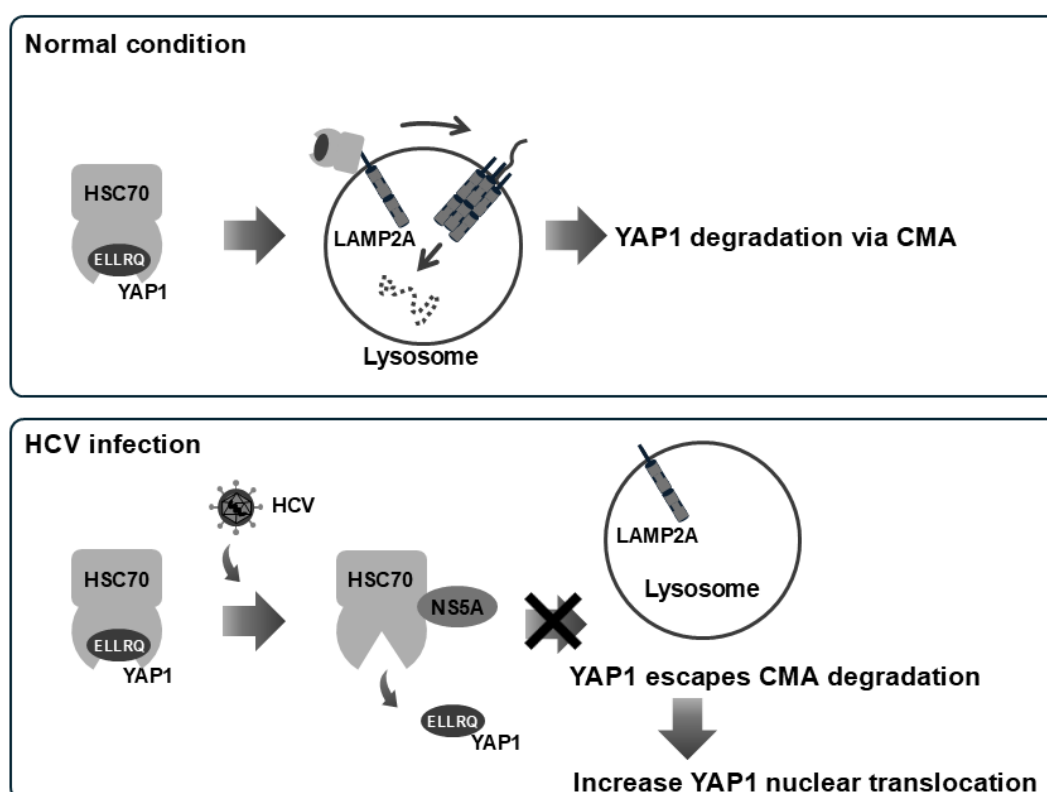 Normal condition
HSC70
ELLRQ
YAP1
LAMP2A
Lysosome
YAP1 degradation via CMA
HCV infection
HCV
HSC70
ELLRQ
YAP1
HSC70
NS5A
ELLRQ
YAP1
LAMP2A
Lysosome
YAP1 escapes CMA degradation
Increase YAP1 nuclear translocation